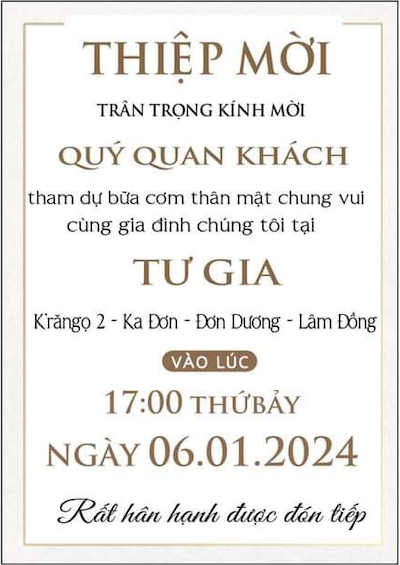 THIỆP MỜI
TRÂN TRỌNG KÍNH MỜI
QUÝ QUAN KHÁCH
tham dự bữa cơm thân mật chung vui
cùng gia đình chúng tôi tại
TƯ GIA
K'răngọ 2 - Ka Đơn - Đơn Dương - Lâm Đồng
VÀO LÚC
17:00 THỨBẢY
NGÀY 06.01.2024
Rất hân hạnh được đón tiếp